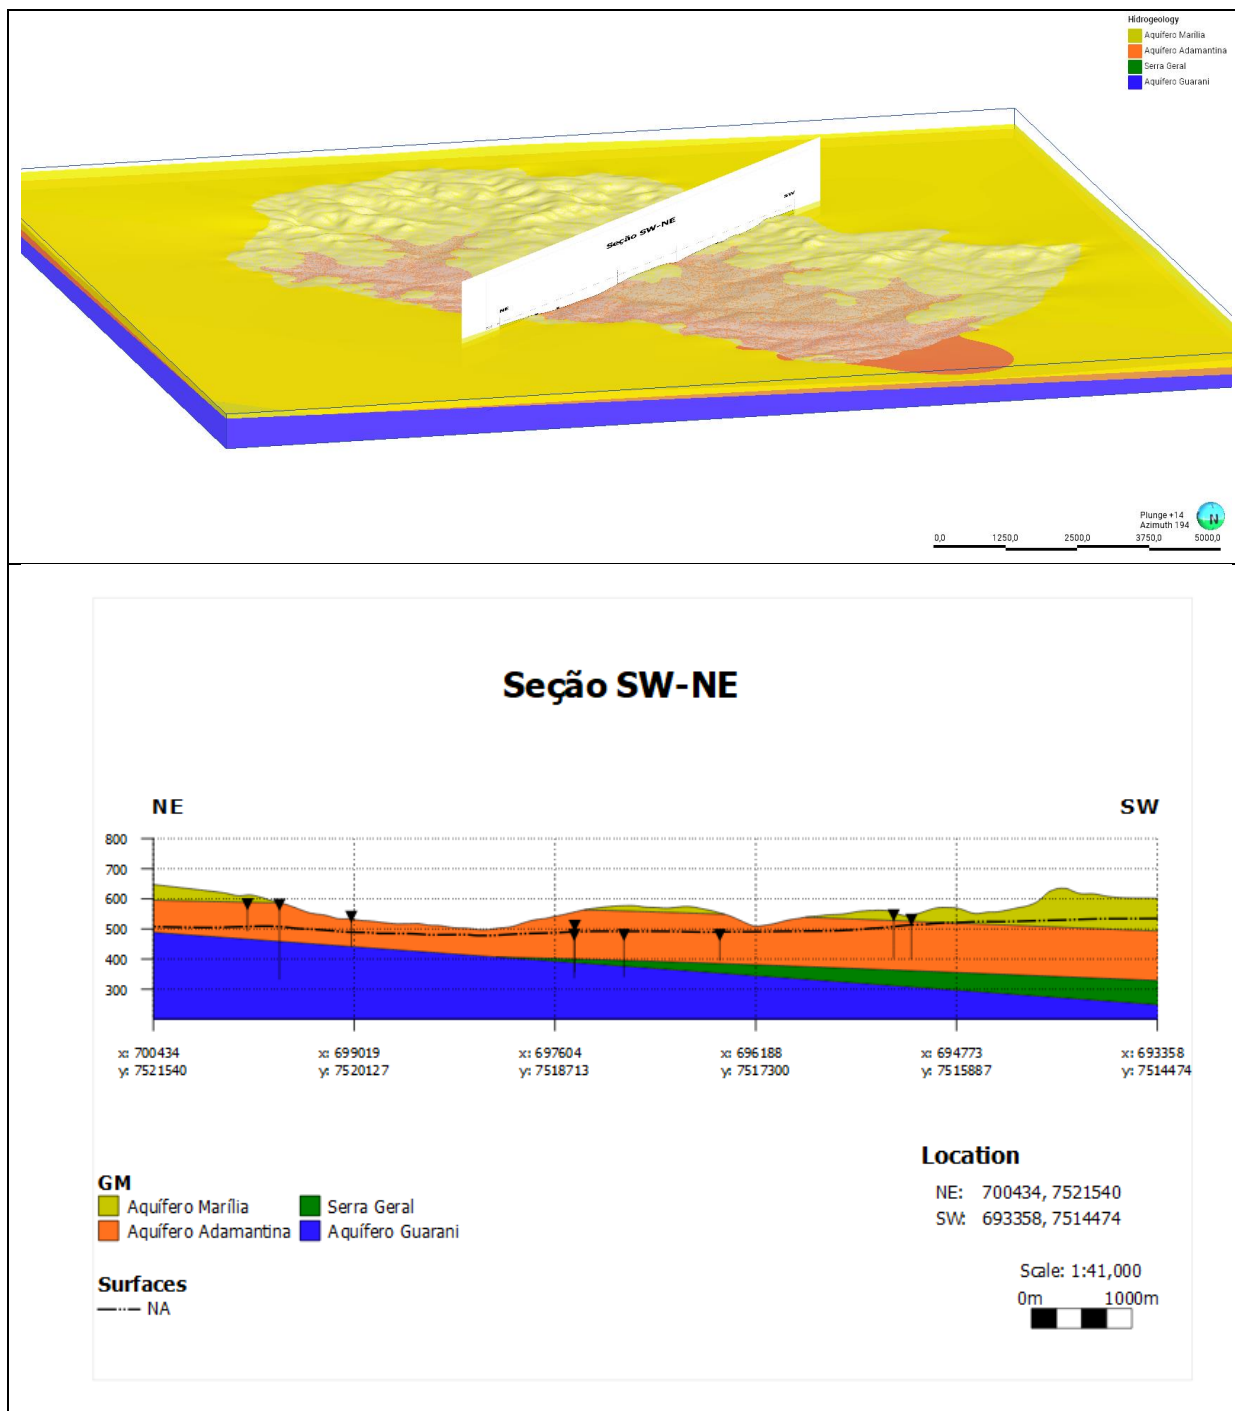 Hidrogeology
Aquífero Marília
Aquífero Adamantina
Serra Geral
Aquífero Guarani
SW
Seção SW-NE
NE
Plunge +14
Azimuth 194
N
0,0 1250,0 2500,0 3750,0 5000,0
Seção SW-NE
NE SW
800
700
600
500
400
300
x: 700434 x: 699019 x: 697604 x: 696188 x: 694773 x: 693358
y: 7521540 y: 7520127 y: 7518713 y: 7517300 y: 7515887 y: 7514474
GM
Aquífero Marília Serra Geral
Aquífero Adamantina Aquífero Guarani
Surfaces
NA
Location
NE: 700434, 7521540
SW: 693358, 7514474
Scale: 1:41,000
0m 1000m